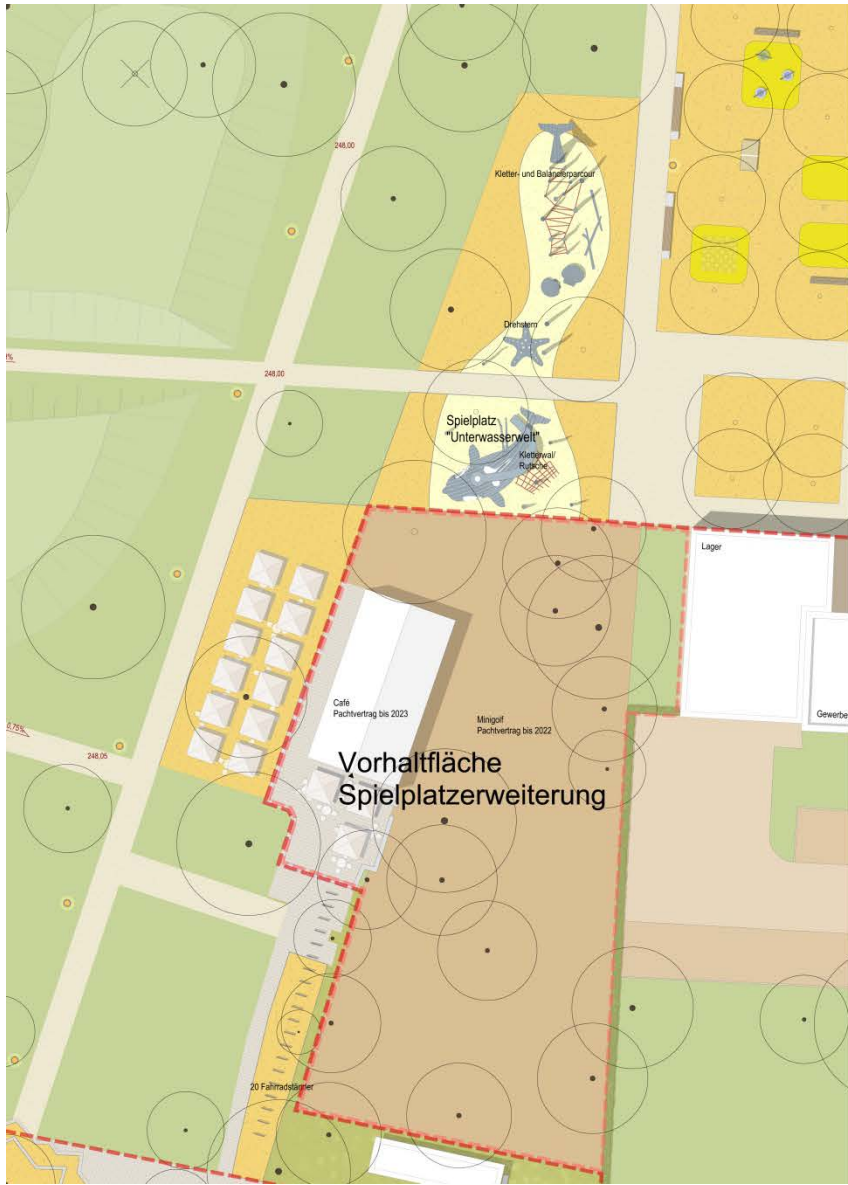 248,00
Kletter- und Balancierparcour
Drehstern
%
248,00
Spielplatz
"Unterwasserwelt"
Kletterwal/
Rutsche
Lager
Café
Pachtvertrag bis 2023
Minigolf
Pachtvertrag bis 2022
Gewerbe
0,75%
248,05
Vorhaltfläche
Spielplatzerweiterung
20 Fahrradständer